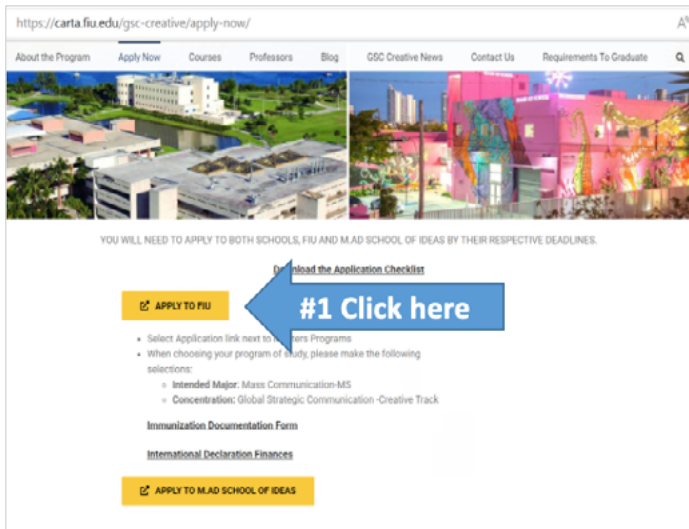 https://carta.fiu.edu/gsc-creative/apply-now/
About the Program Apply Now Courses Professors Blog GSC Creative News Contact Us Requirements To Graduate
YOU WILL NEED TO APPLY TO BOTH SCHOOLS, FIU AND M.AD SCHOOL OF IDEAS BY THEIR RESPECTIVE DEADLINES.
the Application Checklist
APPLY TO FIU
#1 Click here
Select Application link next to Programs
When choosing your program of study, please make the following
selections:
Intended Major: Mass Communication-MS
Concentration: Global Strategic Communication -Creative Track
Immunization Documentation Form
International Declaration Finances
APPLY TO M.AD SCHOOL OF IDEAS